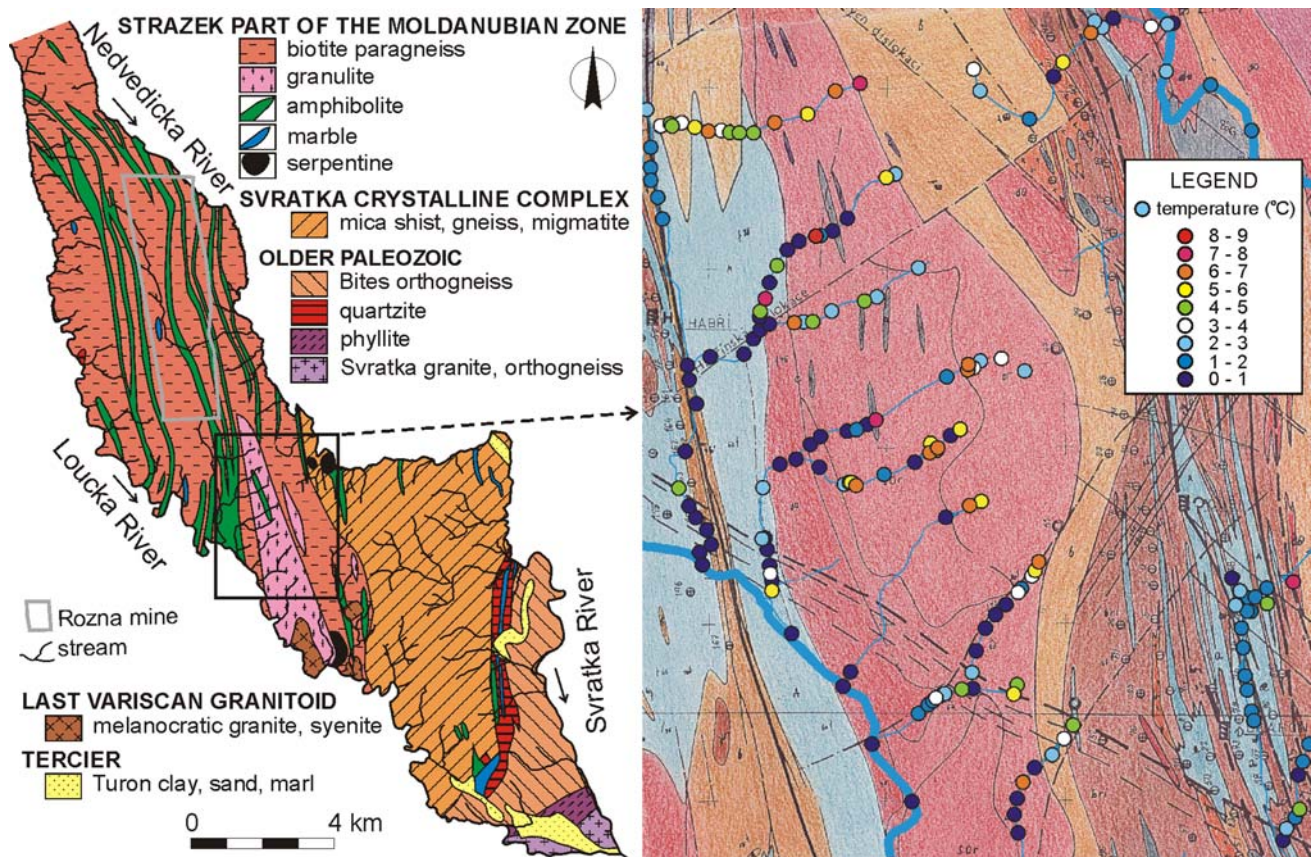 STRAZEK PART OF THE MOLDANUBIAN ZONE
biotite paragneiss
granulite
amphibolite
marble
serpentine
SVRATKA CRYSTALLINE COMPLEX
mica shist, gneiss, migmatite
OLDER PALEOZOIC
Bites orthogneiss
quartzite
phyllite
Svratka granite, orthogneiss
Nedvedicka River
Loucka River
Svratka River
Rozna mine
stream
LAST VARISCAN GRANITOID
melanocratic granite, syenite
TERCIER
Turon clay, sand, marl
0 4 km
HABŘÍ
LEGEND
temperature (°C)
8 - 9
7 - 8
6 - 7
5 - 6
4 - 5
3 - 4
2 - 3
1 - 2
0 - 1